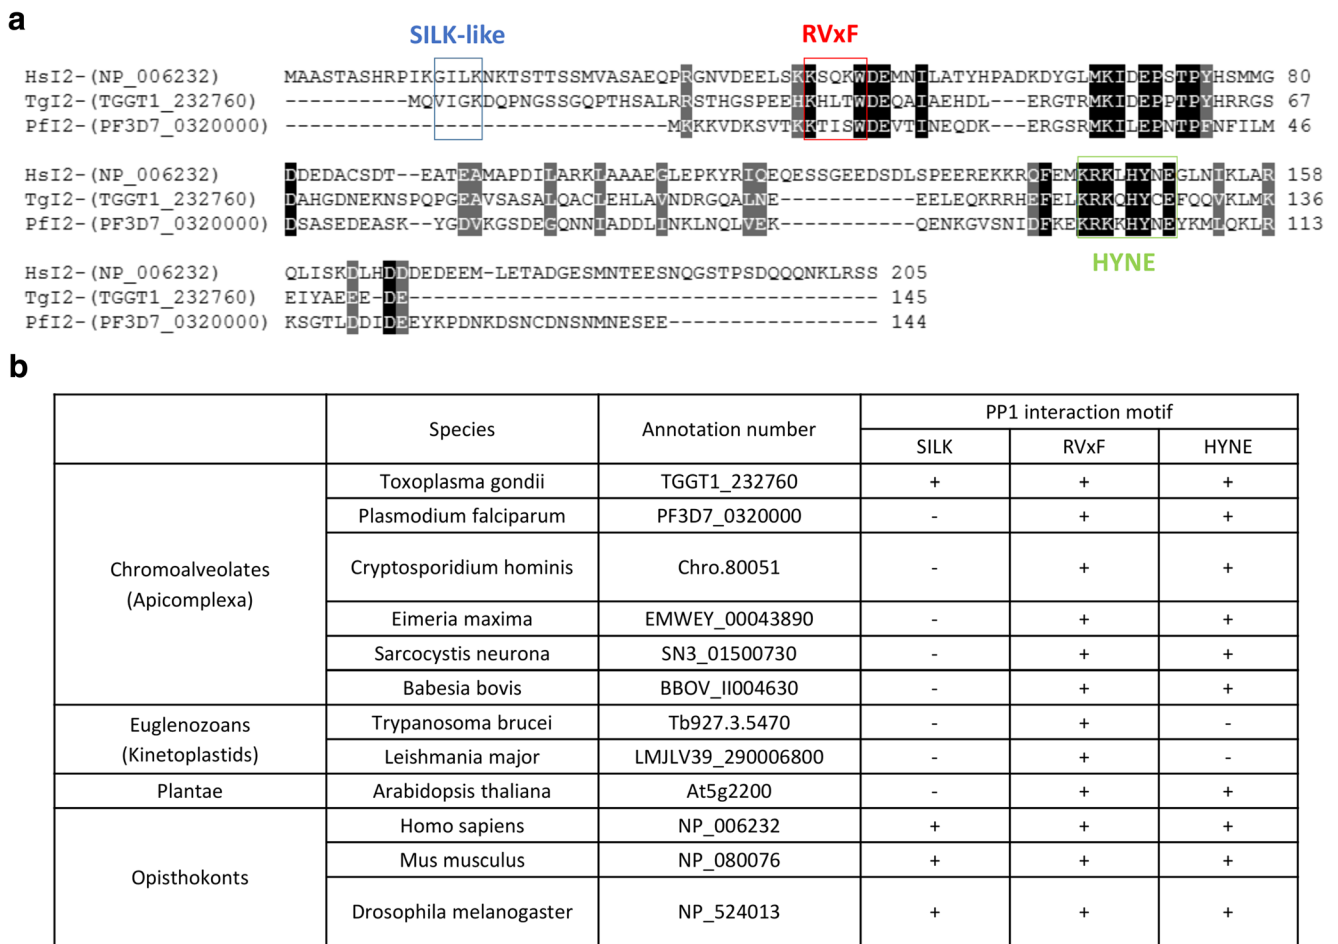 a
SILK-like RVxF
HsI2-(NP_006232) MAASTASHRPIKGILKNKTSTTSSMVASAEQPRGNVDEELSKKSQKWDEMNILATYHPADKDYGLMKIDEPSTPYHSMMG 80
TgI2-(TGGT1_232760) ----------MQVIGKDQPNGSSGQPTHSALRRSTHGSPEEHKHLTWDEQAIAEHDL---ERGTRMKIDEPPTPYHRRGS 67
PfI2-(PF3D7_0320000) -------------------------------MKKKVDKSVTKKTISWDEVTINEQDK---ERGSRMKILEPNTPFNFILM 46
HsI2-(NP_006232) DDEDACSDT--EATEAMAPDILARKLAAAEGLEPKYRIQEQESSGEEDSDLSPEEREKKRQFEMKRKLHYNEGLNIKLAR 158
TgI2-(TGGT1_232760) DAHGDNEKNSPQPGEAVSASALQACLEHLAVNDRGQALNE-----------EELEQKRRHEFELKRKQHYCEFQQVKLMK 136
PfI2-(PF3D7_0320000) DSASEDEASK---YGDVKGSDEGQNNIADDLINKLNQLVEK----------QENKGVSNIDFKEKRKKHYNEYKMLQKLR 113
HYNE
HsI2-(NP_006232) QLISKDLHDDDEDEEM-LETADGESMNTEESNQGSTPSDQQQNKLRSS 205
TgI2-(TGGT1_232760) EIYAEEE-DE-------------------------------------- 145
PfI2-(PF3D7_0320000) KSGTLDDIDEEYKPDNKDSNCDNSNMNESEE----------------- 144
b
Species Annotation number PP1 interaction motif
SILK RVxF HYNE
Chromoalveolates
(Apicomplexa)
Toxoplasma gondii TGGT1_232760 + + +
Plasmodium falciparum PF3D7_0320000 - + +
Cryptosporidium hominis Chro.80051 - + +
Eimeria maxima EMWEY_00043890 - + +
Sarcocystis neurona SN3_01500730 - + +
Babesia bovis BBOV_II004630 - + +
Euglenozoans
(Kinetoplastids)
Trypanosoma brucei Tb927.3.5470 - + -
Leishmania major LMJLV39_290006800 - + -
Plantae Arabidopsis thaliana At5g2200 - + +
Opisthokonts
Homo sapiens NP_006232 + + +
Mus musculus NP_080076 + + +
Drosophila melanogaster NP_524013 + + +